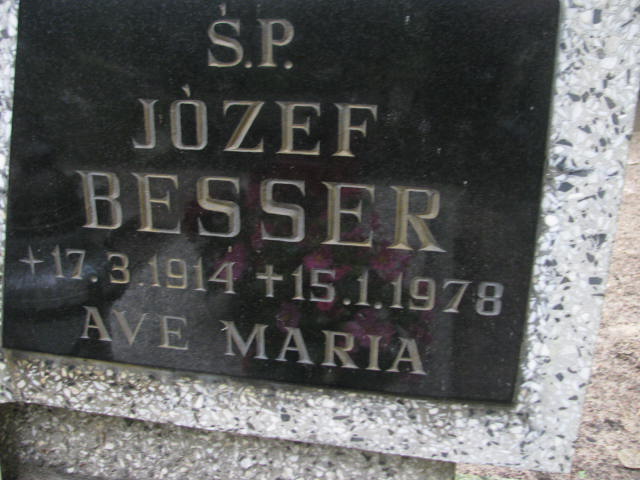 Ś.P.
JÓZEF
BESSER
+17.3.1914 +15.1.1978
AVE MARIA